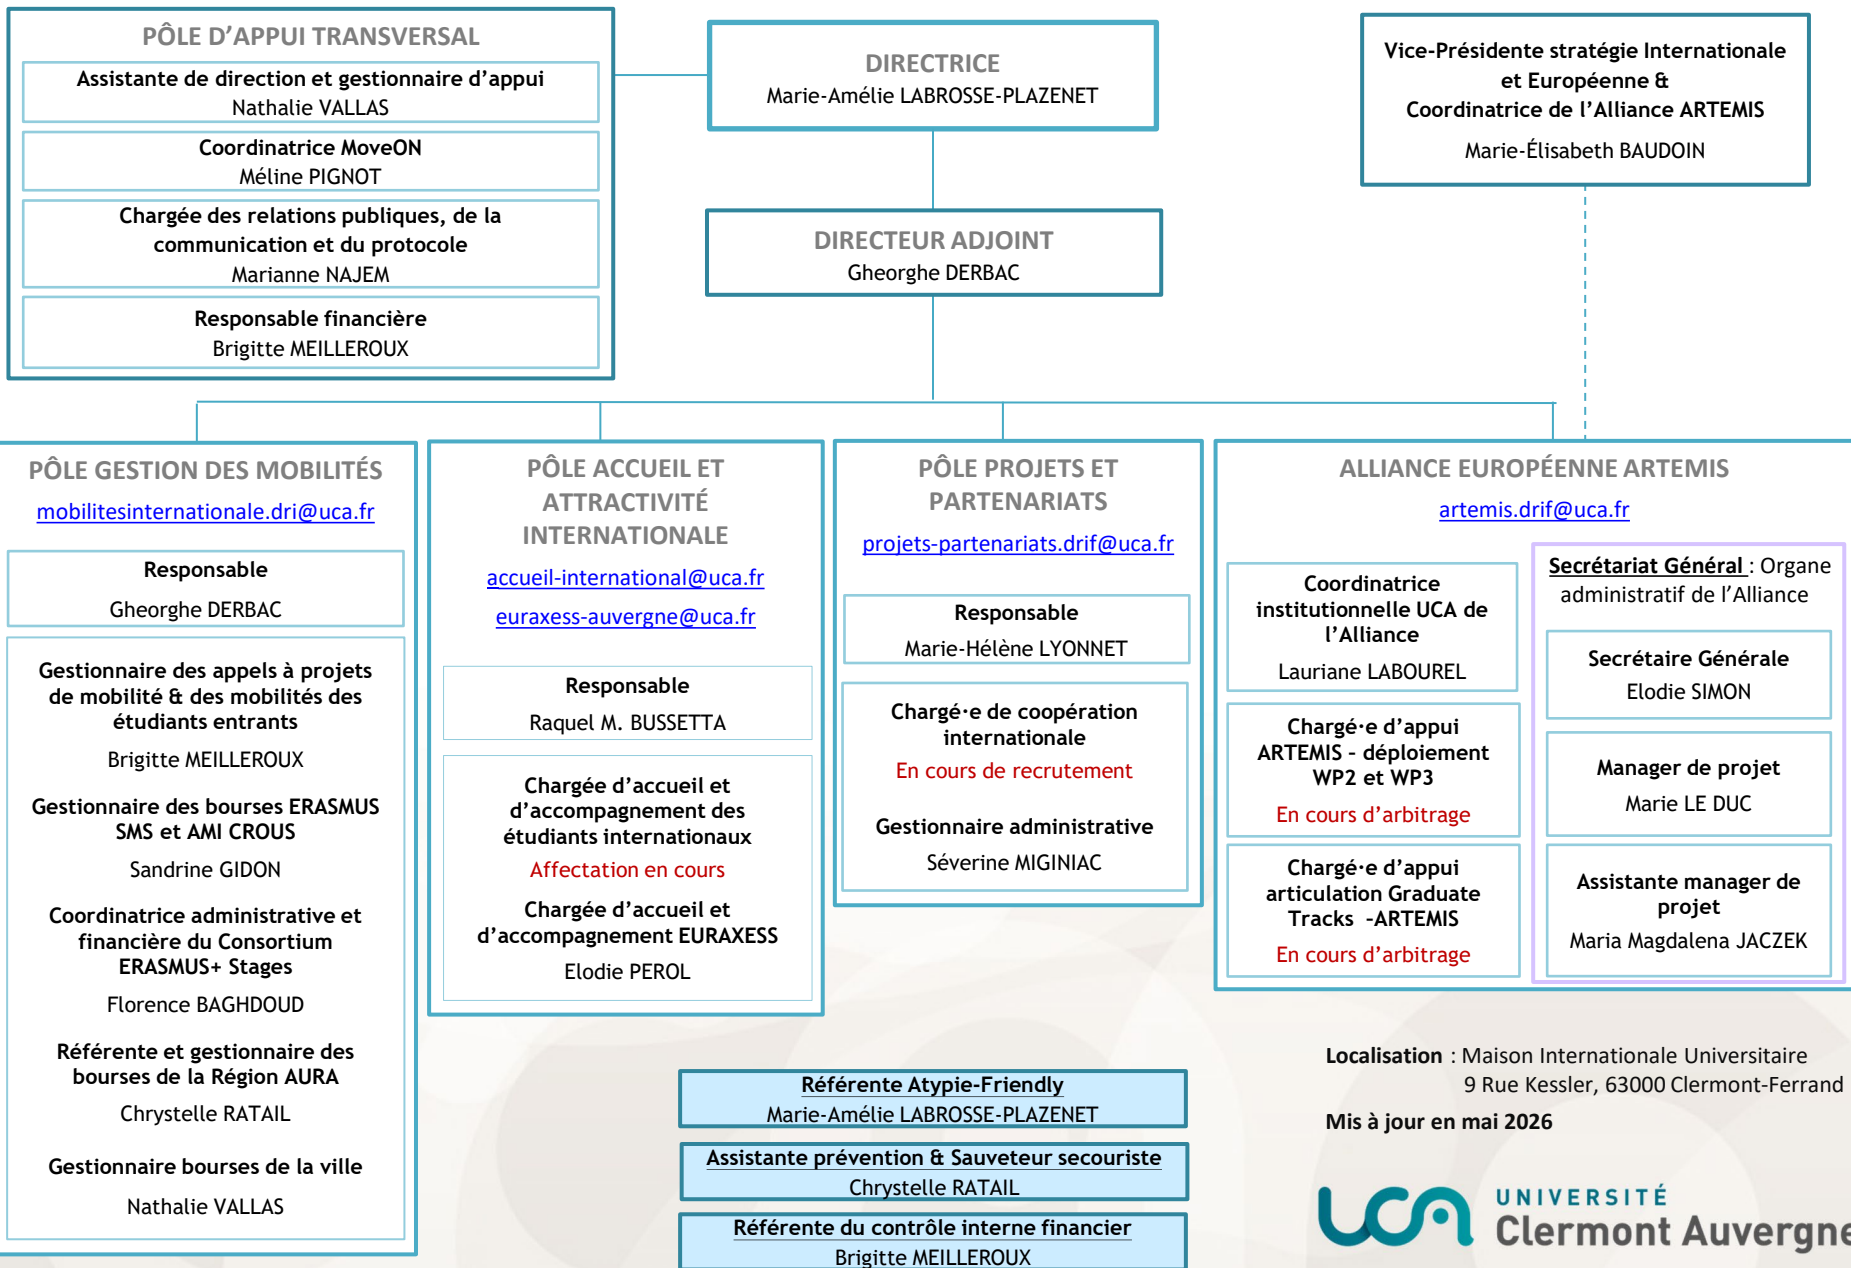 PÔLE D'APPUI TRANSVERSAL
Assistante de direction et gestionnaire d'appui
Nathalie VALLAS
Coordinatrice MoveON
Méline PIGNOT
Chargée des relations publiques, de la
communication et du protocole
Marianne NAJEM
Responsable financière
Brigitte MEILLEROUX
DIRECTRICE
Marie-Amélie LABROSSE-PLAZENET
DIRECTEUR ADJOINT
Gheorghe DERBAC
Vice-Présidente stratégie Internationale
et Européenne &
Coordinatrice de l'Alliance ARTEMIS
Marie-Élisabeth BAUDOIN
PÔLE GESTION DES MOBILITÉS
mobilitesinternationale.dri@uca.fr
Responsable
Gheorghe DERBAC
Gestionnaire des appels à projets
de mobilité & des mobilités des
étudiants entrants
Brigitte MEILLEROUX
Gestionnaire des bourses ERASMUS
SMS et AMI CROUS
Sandrine GIDON
Coordinatrice administrative et
financière du Consortium
ERASMUS+ Stages
Florence BAGHDOUD
Référente et gestionnaire des
bourses de la Région AURA
Chrystelle RATAIL
Gestionnaire bourses de la ville
Nathalie VALLAS
PÔLE ACCUEIL ET
ATTRACTIVITÉ
INTERNATIONALE
accueil-international@uca.fr
euraxess-auvergne@uca.fr
Responsable
Raquel M. BUSSETTA
Chargée d'accueil et
d'accompagnement des
étudiants internationaux
Affectation en cours
Chargée d'accueil et
d'accompagnement EURAXESS
Elodie PEROL
PÔLE PROJETS ET
PARTENARIATS
projets-partenariats.drif@uca.fr
Responsable
Marie-Hélène LYONNET
Chargé·e de coopération
internationale
En cours de recrutement
Gestionnaire administrative
Séverine MIGINIAC
ALLIANCE EUROPÉENNE ARTEMIS
artemis.drif@uca.fr
Coordinatrice
institutionnelle UCA de
l'Alliance
Lauriane LABOUREL
Chargé·e d'appui
ARTEMIS – déploiement
WP2 et WP3
En cours d'arbitrage
Chargé·e d'appui
articulation Graduate
Tracks -ARTEMIS
En cours d'arbitrage
Secrétariat Général : Organe
administratif de l'Alliance
Secrétaire Générale
Elodie SIMON
Manager de projet
Marie LE DUC
Assistante manager de
projet
Maria Magdalena JACZEK
Référente Atypie-Friendly
Marie-Amélie LABROSSE-PLAZENET
Assistante prévention & Sauveteur secouriste
Chrystelle RATAIL
Référente du contrôle interne financier
Brigitte MEILLEROUX
Localisation : Maison Internationale Universitaire
9 Rue Kessler, 63000 Clermont-Ferrand
Mis à jour en mai 2026
UCA UNIVERSITÉ
Clermont Auvergne